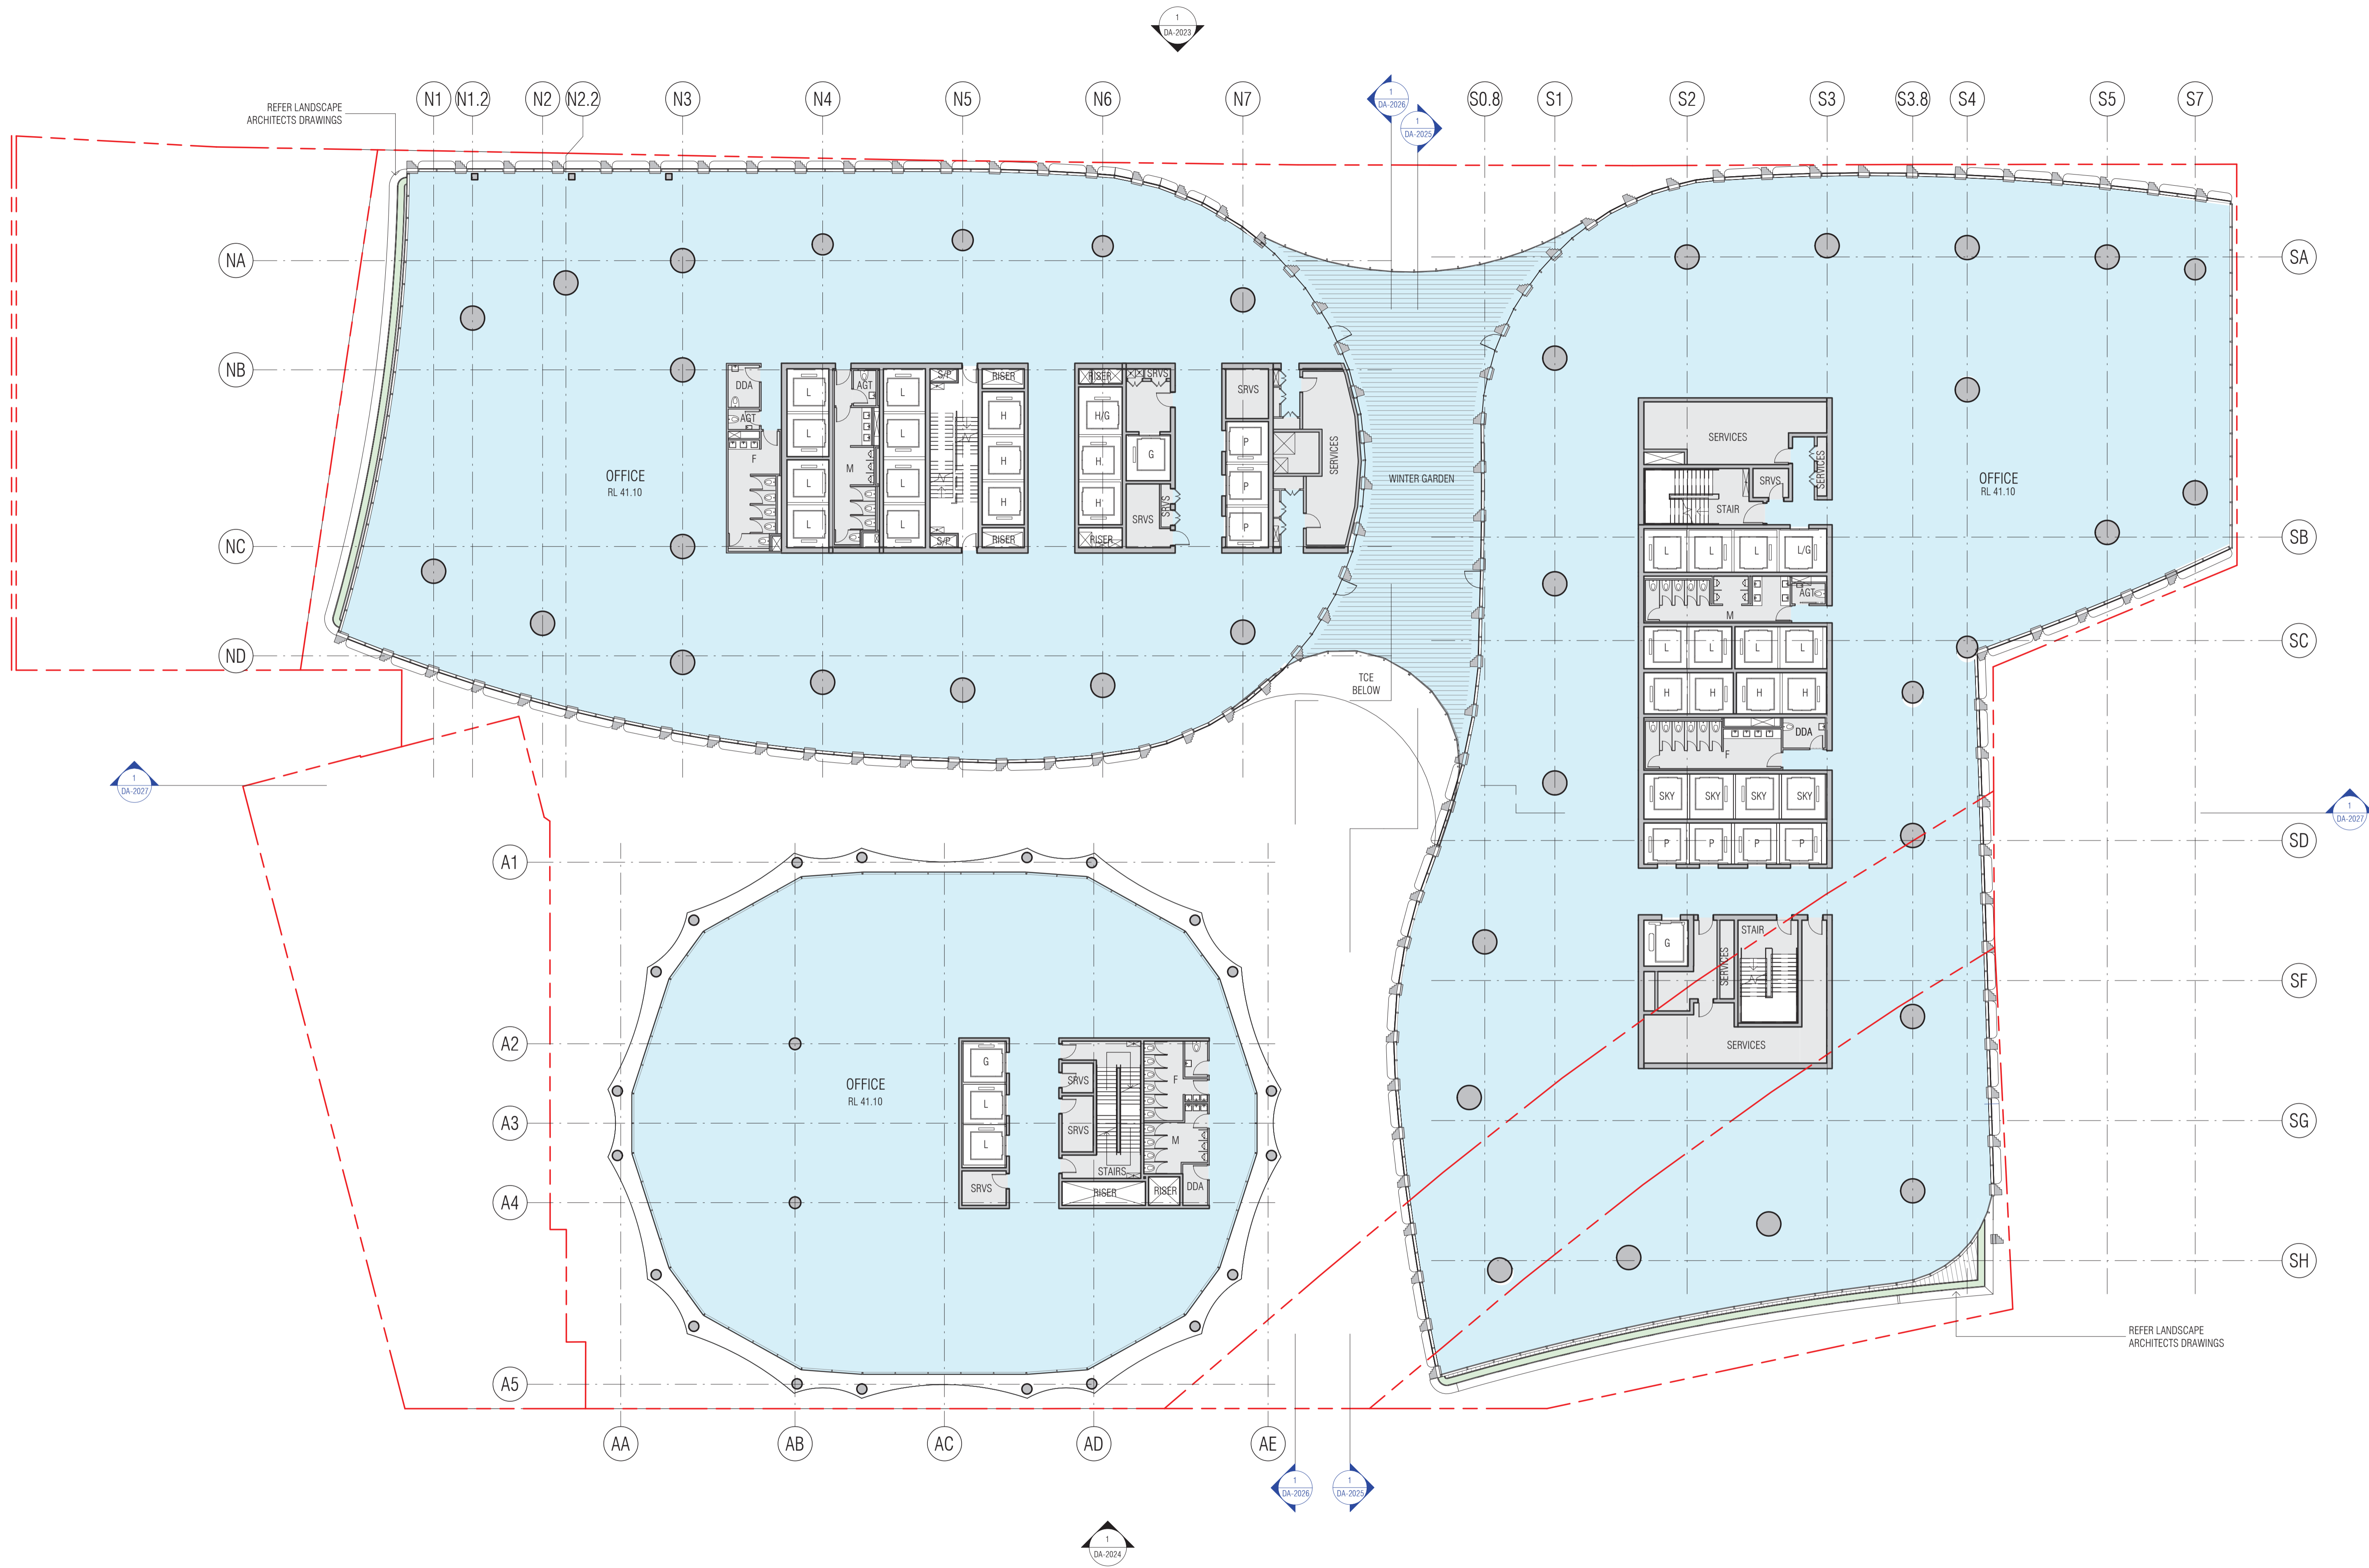 1
DA-2023
N1
N1.2
N2
N2.2
N3
N4
N5
N6
N7
1
DA-2026
1
DA-2025
S0.8
S1
S2
S3
S3.8
S4
S5
S7
REFER LANDSCAPE
ARCHITECTS DRAWINGS
NA
NB
NC
ND
SA
SB
SC
SD
SF
SG
SH
OFFICE
RL 41.10
DDA
AGT
F
L
L
L
L
AGT
M
L
L
L
L
S/P
S/P
RISER
H
H
H
RISER
RISER
H/G
H
H
RISER
SRVS
G
SRVS
SRVS
SRVS
P
P
P
SERVICES
WINTER GARDEN
TCE
BELOW
SERVICES
SERVICES
SRVS
STAIR
L
L
L
L/G
M
AGT
L
L
L
L
H
H
H
H
F
DDA
SKY
SKY
SKY
SKY
P
P
P
P
G
SERVICES
STAIR
SERVICES
OFFICE
RL 41.10
1
DA-2027
1
DA-2027
A1
A2
A3
A4
A5
OFFICE
RL 41.10
G
L
L
SRVS
SRVS
SRVS
STAIRS
F
M
RISER
RISER
DDA
REFER LANDSCAPE
ARCHITECTS DRAWINGS
AA
AB
AC
AD
AE
1
DA-2026
1
DA-2025
1
DA-2024